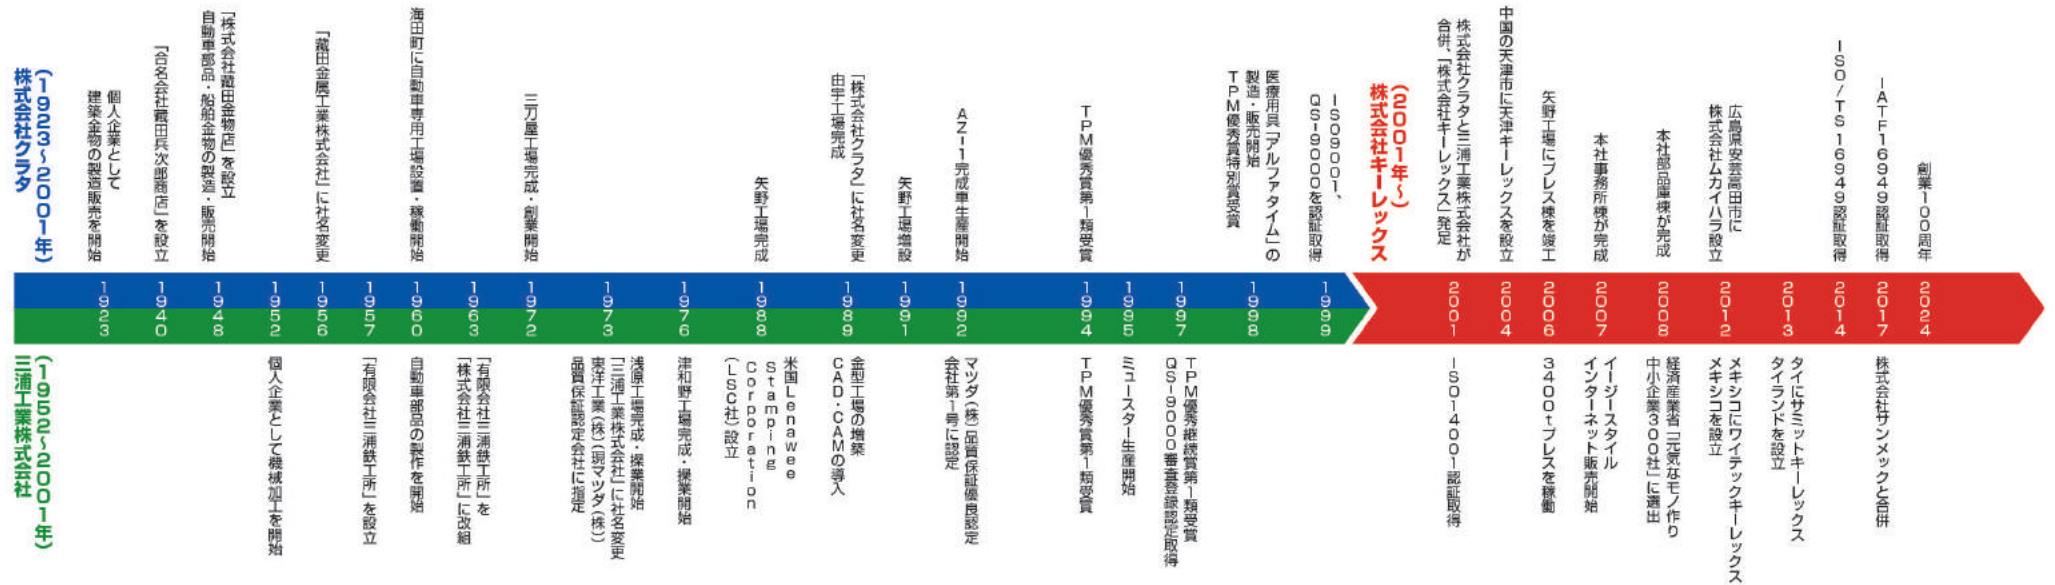 株式会社クラタ
(1923~2001年)
個人企業として
建築金物の製造販売を開始
「合名会社藏田兵次郎商店」を設立
「株式会社藏田金物店」を設立
自動車部品・船舶金物の製造・販売開始
「藏田金属工業株式会社」に社名変更
海田町に自動車専用工場設置・稼働開始
三刀屋工場完成・創業開始
矢野工場完成
「株式会社クラタ」に社名変更
由宇工場完成
矢野工場増設
AZ-1完成車生産開始
TPM優秀賞第1類受賞
医療用具「アルファタイム」の
製造・販売開始
TPM優秀賞特別賞受賞
ISO9001、
QS-9000を認証取得
(2001年~)
株式会社キーレックス
株式会社クラタと三浦工業株式会社が
合併、「株式会社キーレックス」発足
中国の天津市に天津キーレックスを設立
矢野工場にプレス棟を竣工
本社事務所棟が完成
本社部品庫棟が完成
広島県安芸高田市に
株式会社ムカイハラ設立
ISO/TS16949認証取得
IATF16949認証取得
創業100周年
1923
1940
1948
1952
1956
1957
1960
1963
1972
1973
1976
1988
1989
1991
1992
1994
1995
1997
1998
1999
2001
2004
2006
2007
2008
2012
2013
2014
2017
2024
(1952~2001年)
三浦工業株式会社
個人企業として機械加工を開始
「有限会社三浦鉄工所」を設立
自動車部品の製作を開始
「有限会社三浦鉄工所」を
「株式会社三浦鉄工所」に改組
浅原工場完成・操業開始
「三浦工業株式会社」に社名変更
東洋工業(株)(現マツダ(株))
品質保証認定会社に指定
津和野工場完成・操業開始
米国Lenawee
Stamping
Corporation
(LSC社)設立
金型工場の増築
CAD・CAMの導入
マツダ(株)品質保証優良認定
会社第1号に認定
TPM優秀賞第1類受賞
ミュースター生産開始
TPM優秀継続賞第1類受賞
QS-9000審査登録認定取得
ISO14001認証取得
3400tプレスを稼働
イージースタイル
インターネット販売開始
経済産業省「元気なモノ作り
中小企業300社」に選出
メキシコにワイテックキーレックス
メキシコを設立
タイにサミットキーレックス
タイランドを設立
株式会社サンメックと合併